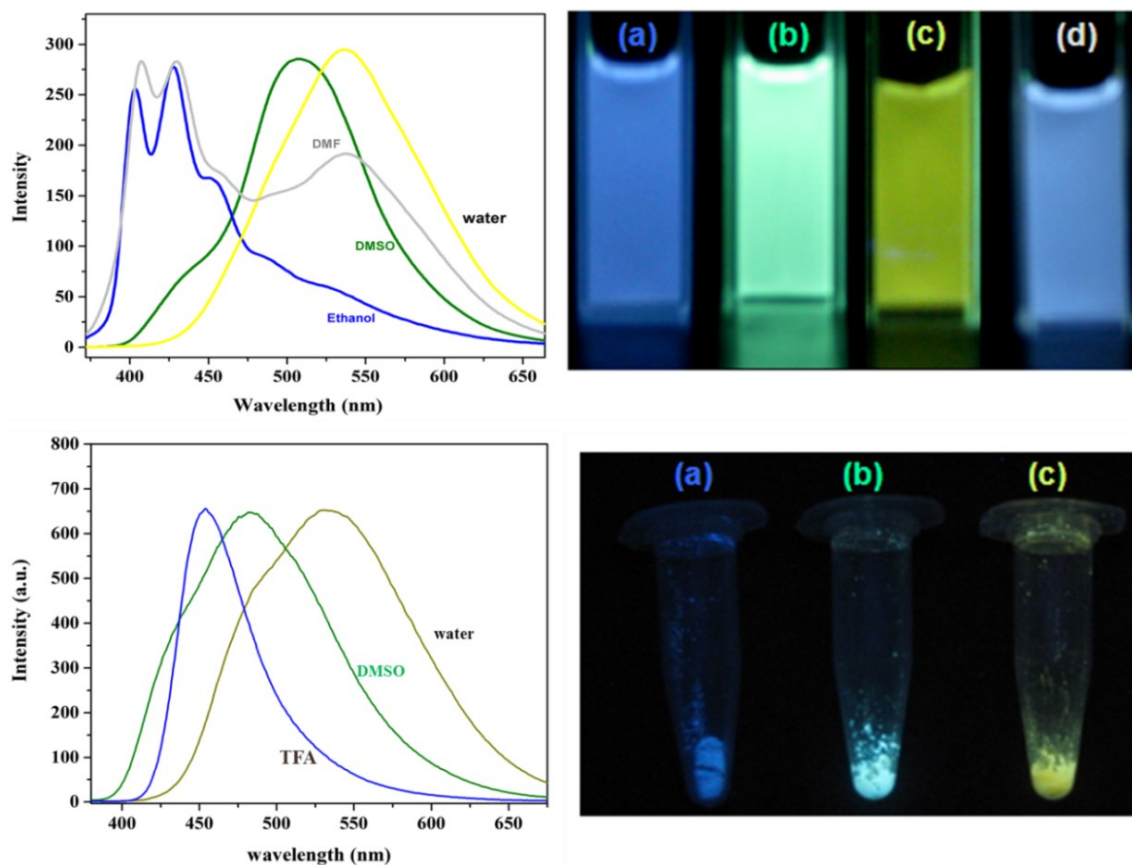 300
250
200
150
100
50
0
Intensity
400 450 500 550 600 650
Wavelength (nm)
DMF
water
DMSO
Ethanol
(a) (b) (c) (d)
800
700
600
500
400
300
200
100
0
Intensity (a.u.)
400 450 500 550 600 650
wavelength (nm)
water
DMSO
TFA
(a) (b) (c)